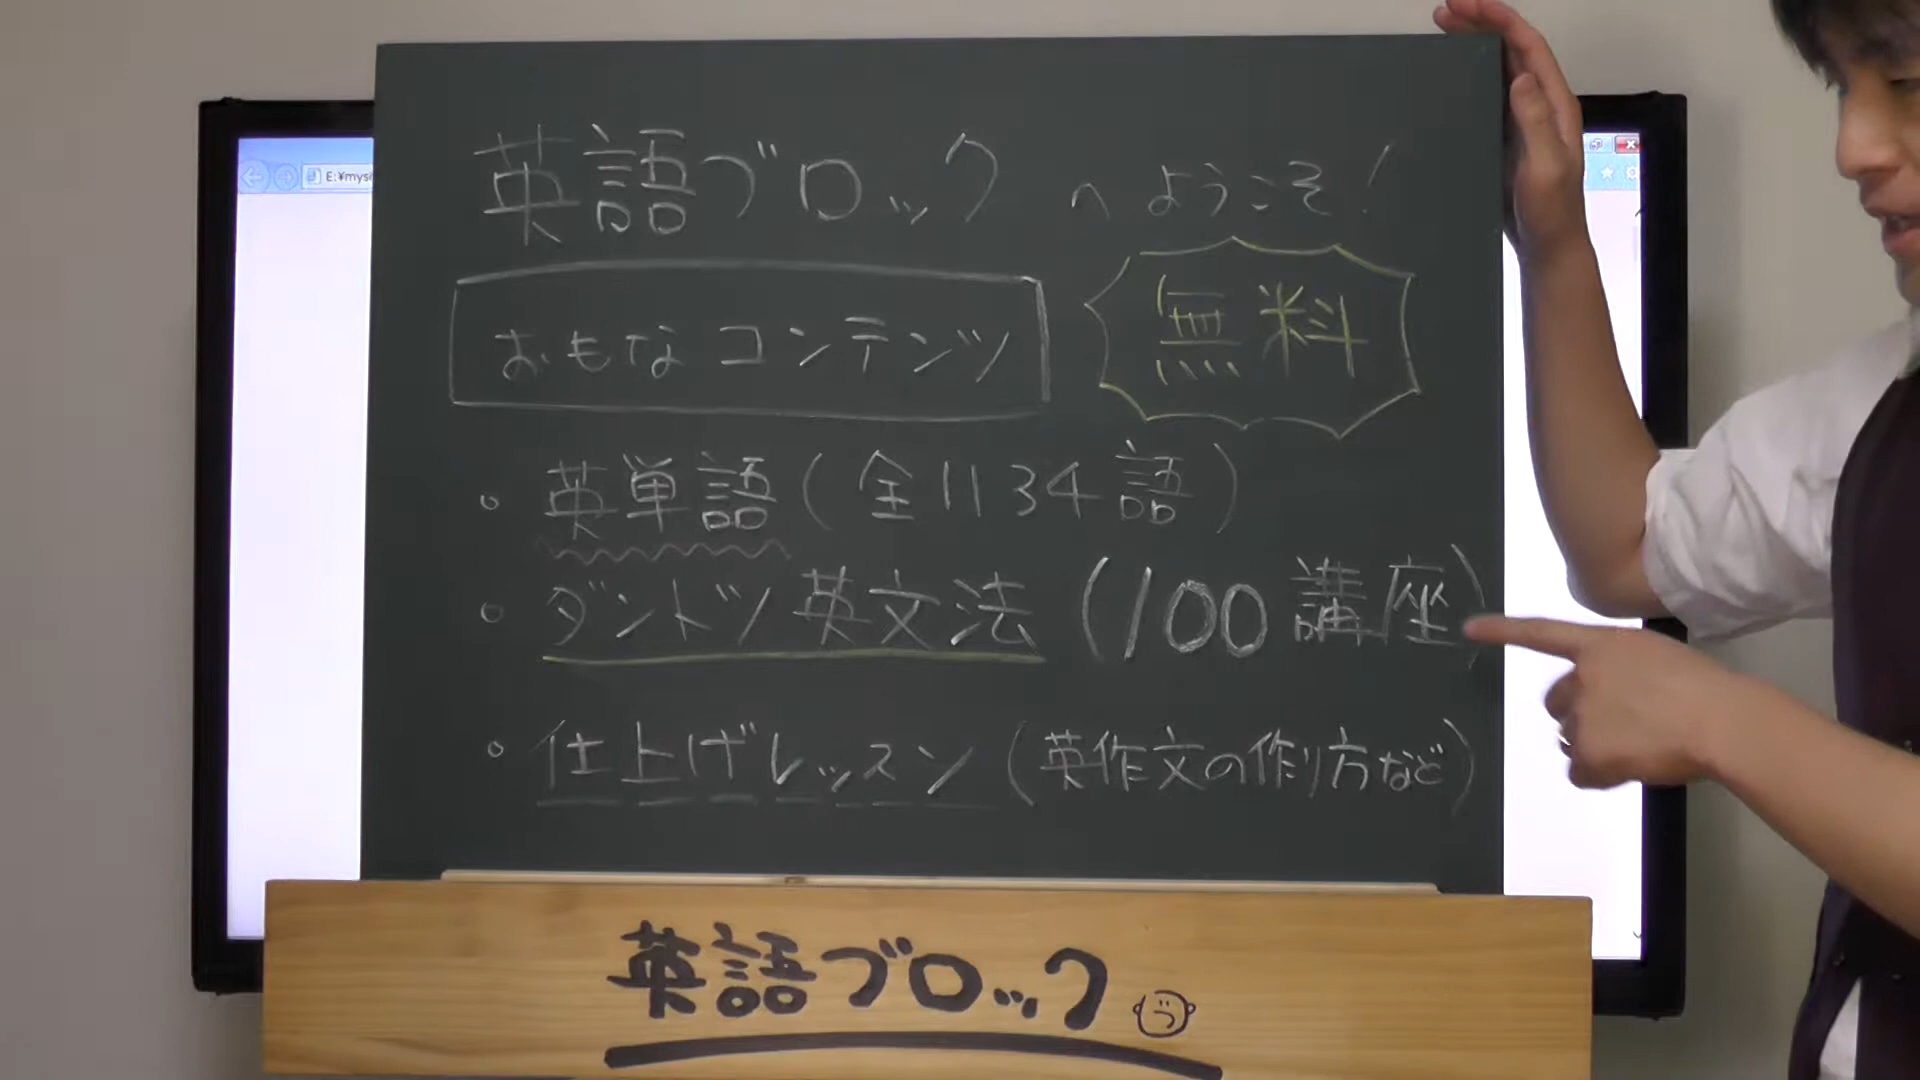 英語ブロックへようこそ!
おもなコンテンツ
無料
・英単語(全1134語)
・ダントツ英文法(100講座)
・仕上げレッスン(英作文の作り方など)
英語ブロック
E:¥mysi